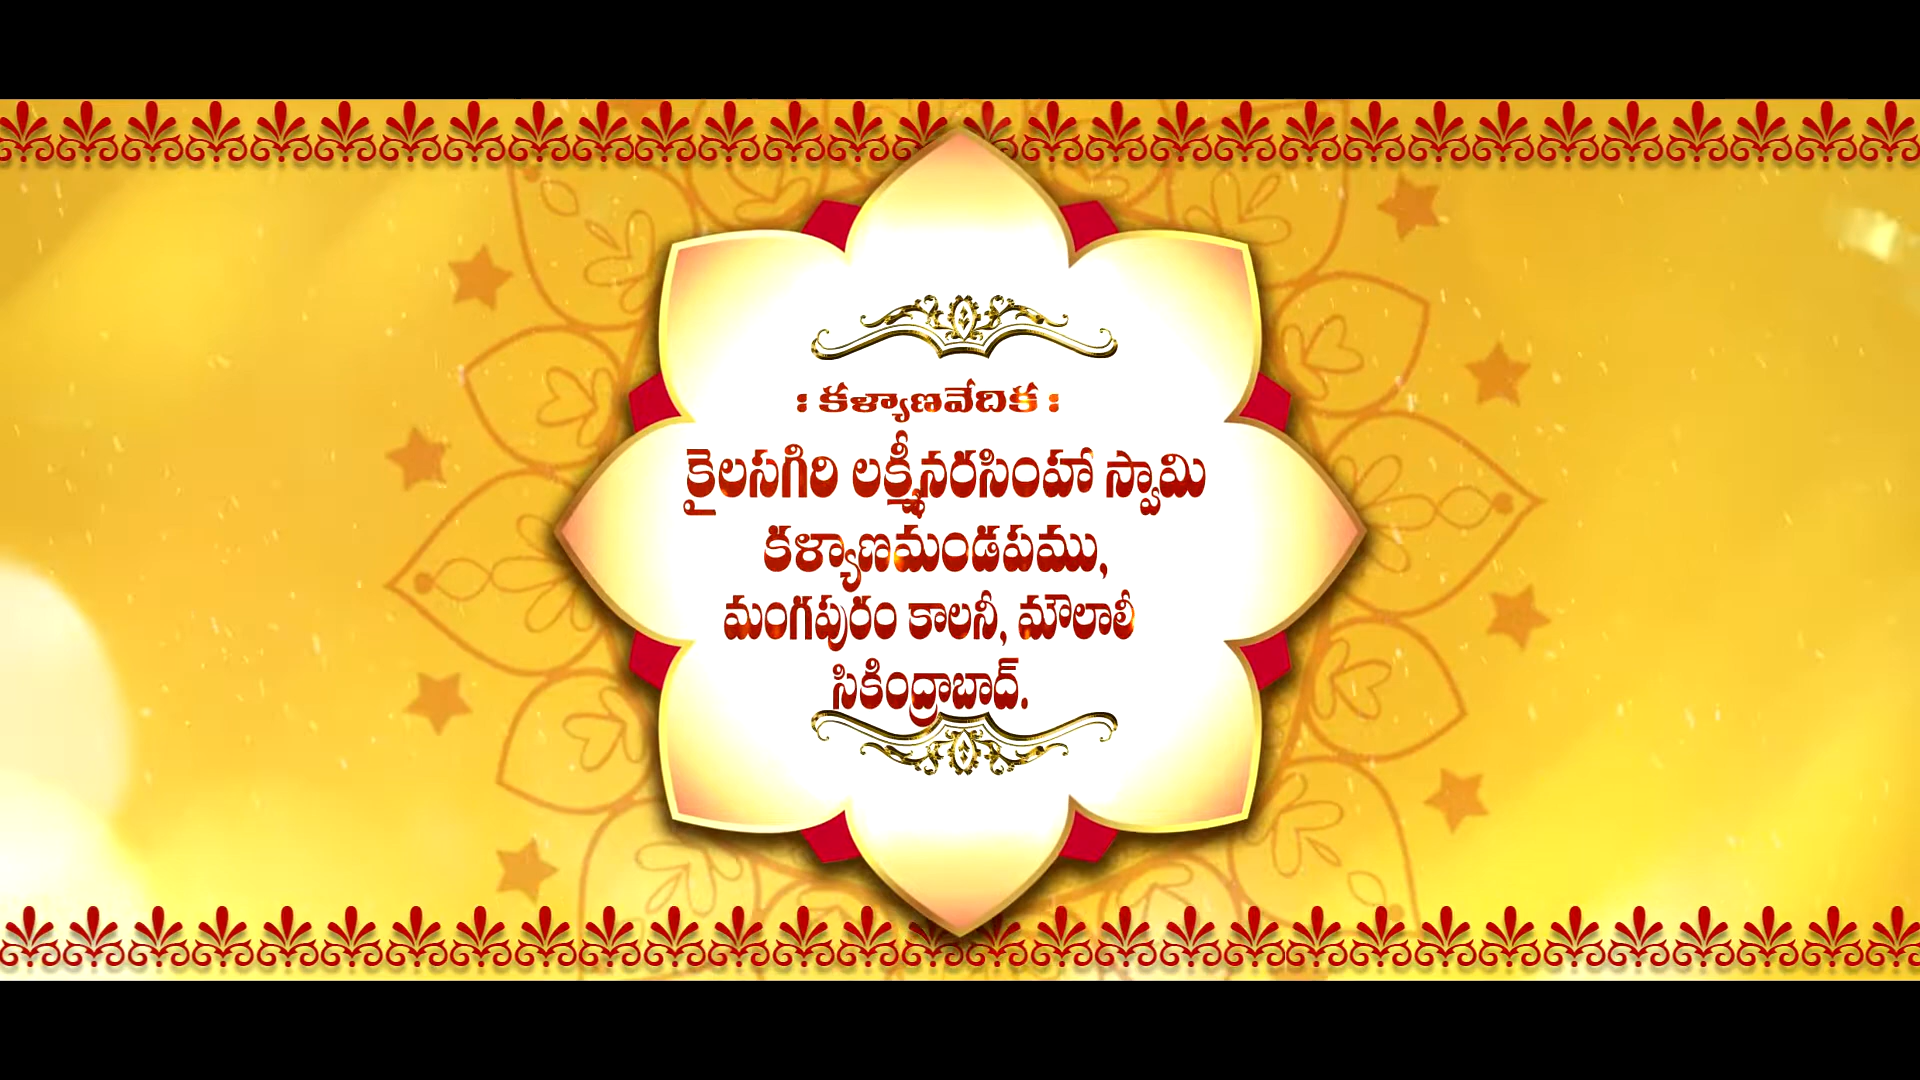 : కళ్యాణవేదిక :
కైలసగిరి లక్ష్మీనరసింహా స్వామి
కళ్యాణమండపము,
మంగపురం కాలనీ, మౌలాలీ
సికింద్రాబాద్.